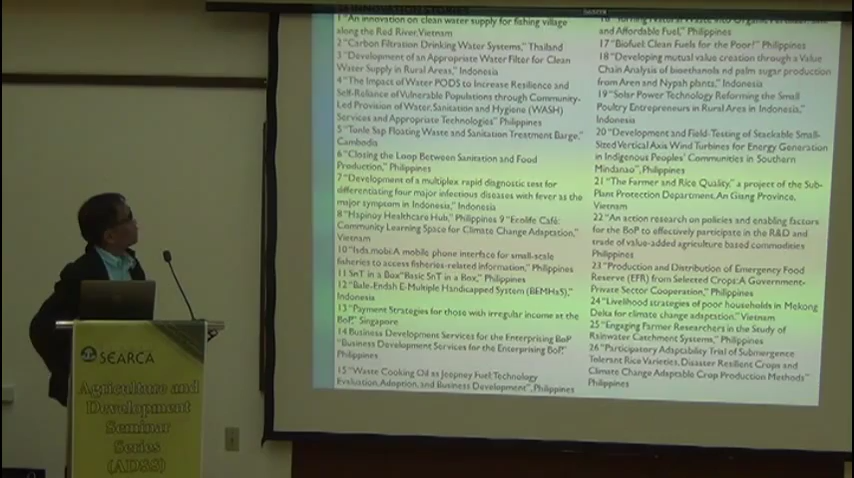 1 "An innovation on clean water supply for fishing village
along the Red River, Vietnam
2 "Carbon Filtration Drinking Water Systems," Thailand
3 "Development of an Appropriate Water Filter for Clean
Water Supply in Rural Areas," Indonesia
4 "The Impact of Water PODS to Increase Resilience and
Self-Reliance of Vulnerable Populations through Community-
Led Provision of Water, Sanitation and Hygiene (WASH)
Services and Appropriate Technologies" Philippines
5 "Tonle Sap Floating Waste and Sanitation Treatment Barge,"
Cambodia
6 "Closing the Loop Between Sanitation and Food
Production," Philippines
7 "Development of a multiplex rapid diagnostic test for
differentiating four major infectious diseases with fever as the
major symptom in Indonesia," Indonesia
8 "Hapinoy Healthcare Hub," Philippines 9 "Ecolife Café:
Community Learning Space for Climate Change Adaptation,"
Vietnam
10 "Isda.mobi: A mobile phone interface for small-scale
fisheries to access fisheries-related information," Philippines
11 SnT in a Box "Basic SnT in a Box," Philippines
12 "Bale-Endah E-Multiple Handicapped System (BEMHaS),"
Indonesia
13 "Payment Strategies for those with irregular income at the
BoP," Singapore
14 Business Development Services for the Enterprising BoP
"Business Development Services for the Enterprising BoP,"
Philippines
15 "Waste Cooking Oil as Jeepney Fuel: Technology
Evaluation, Adoption, and Business Development", Philippines
16 "Turning Natural Waste into Organic
and Affordable Fuel," Philippines
17 "Biofuel: Clean Fuels for the Poor!" Philippines
18 "Developing mutual value creation through a Value
Chain Analysis of bioethanols nd palm sugar production
from Aren and Nypah plants," Indonesia
19 "Solar Power Technology Reforming the Small
Poultry Entrepreneurs in Rural Area in Indonesia,"
Indonesia
20 "Development and Field-Testing of Stackable Small-
Sized Vertical Axis Wind Turbines for Energy Generation
in Indigenous Peoples' Communities in Southern
Mindanao", Philippines
21 "The Farmer and Rice Quality," a project of the Sub-
Plant Protection Department, An Giang Province,
Vietnam
22 "An action research on policies and enabling factors
for the BoP to effectively participate in the R&D and
trade of value-added agriculture based commodities
Philippines
23 "Production and Distribution of Emergency Food
Reserve (EFR) from Selected Crops: A Government-
Private Sector Cooperation," Philippines
24 "Livelihood strategies of poor households in Mekong
Delta for climate change adaptation," Vietnam
25 "Engaging Farmer Researchers in the Study of
Rainwater Catchment Systems," Philippines
26 "Participatory Adaptability Trial of Submergence
Tolerant Rice Varieties, Disaster Resilient Crops and
Climate Change Adaptable Crop Production Methods"
Philippines
SEARCA
Agriculture and
Development
Seminar
Series
(ADSS)